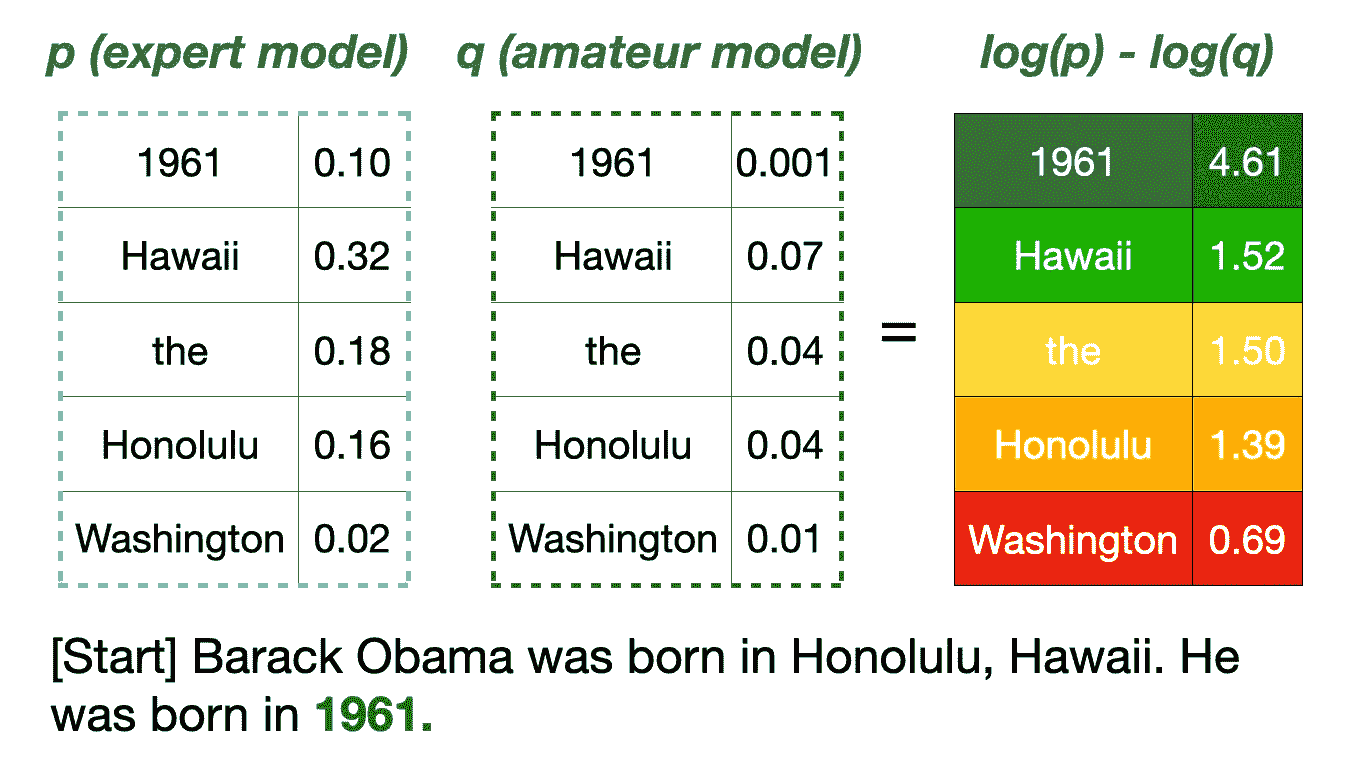 p (expert model) q (amateur model) log(p) - log(q)
1961 0.10 1961 0.001 1961 4.61
Hawaii 0.32 Hawaii 0.07 Hawaii 1.52
the 0.18 the 0.04 = the 1.50
Honolulu 0.16 Honolulu 0.04 Honolulu 1.39
Washington 0.02 Washington 0.01 Washington 0.69
[Start] Barack Obama was born in Honolulu, Hawaii. He
was born in 1961.